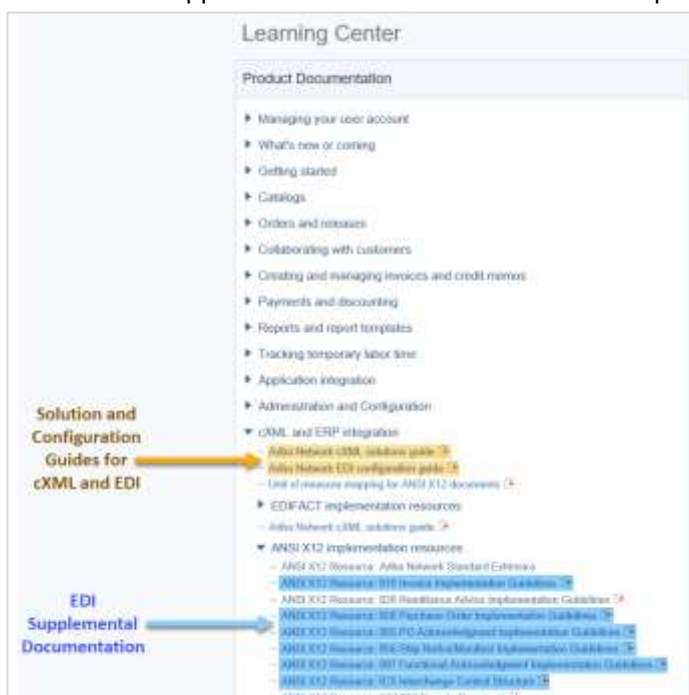 Learning Center
Product Documentation
Managing your user account
What's new or coming
Getting started
Catalogs
Orders and releases
Collaborating with customers
Creating and managing invoices and credit memos
Payments and discounting
Reports and report templates
Tracking temporary labor time
Application integration
Administration and Configuration
cXML and ERP integration
Solution and
Configuration
Guides for
cXML and EDI
- Ariba Network cXML solutions guide
- Ariba Network EDI configuration guide
- Unit of measure mapping for ANSI X12 documents
EDIFACT implementation resources
- Ariba Network cXML solutions guide
ANSI X12 implementation resources
- ANSI X12 Resource: Ariba Network Standard Extensions
- ANSI X12 Resource: 810 Invoice Implementation Guidelines
- ANSI X12 Resource: 820 Remittance Advice Implementation Guidelines
- ANSI X12 Resource: 850 Purchase Order Implementation Guidelines
- ANSI X12 Resource: 855 PO Acknowledgment Implementation Guidelines
- ANSI X12 Resource: 856 Ship Notice/Manifest Implementation Guidelines
- ANSI X12 Resource: 997 Functional Acknowledgment Implementation Guidelines
- ANSI X12 Resource: ICS Interchange Control Structure
EDI
Supplemental
Documentation